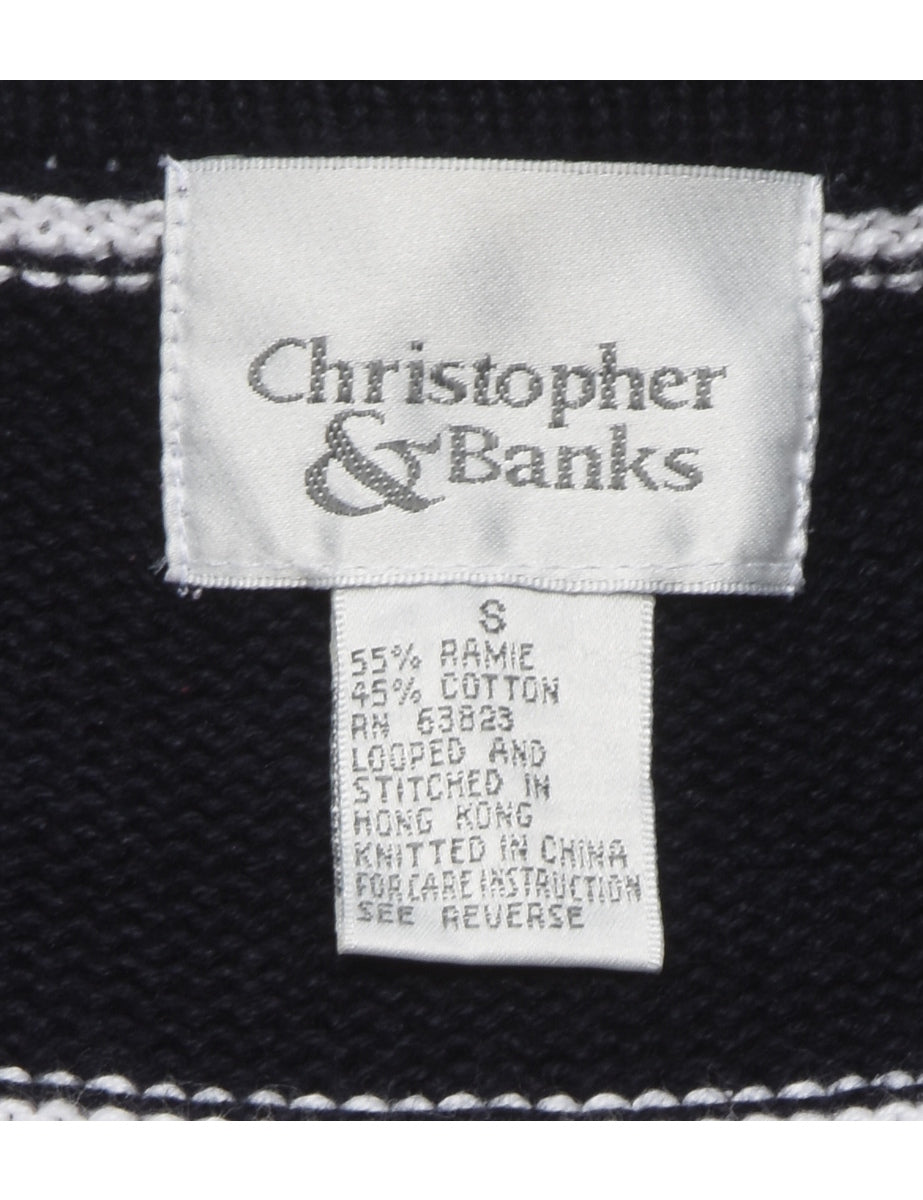 Christopher
& Banks
S
55% RAMIE
45% COTTON
RN 63823
LOOPED AND
STITCHED IN
HONG KONG
KNITTED IN CHINA
FOR CARE INSTRUCTION
SEE REVERSE